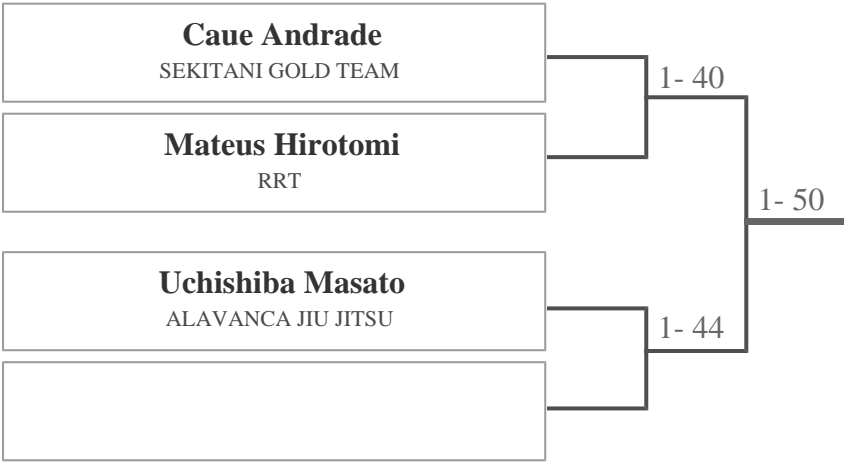 Caue Andrade
SEKITANI GOLD TEAM
1- 40
Mateus Hirotomi
RRT
1- 50
Uchishiba Masato
ALAVANCA JIU JITSU
1- 44